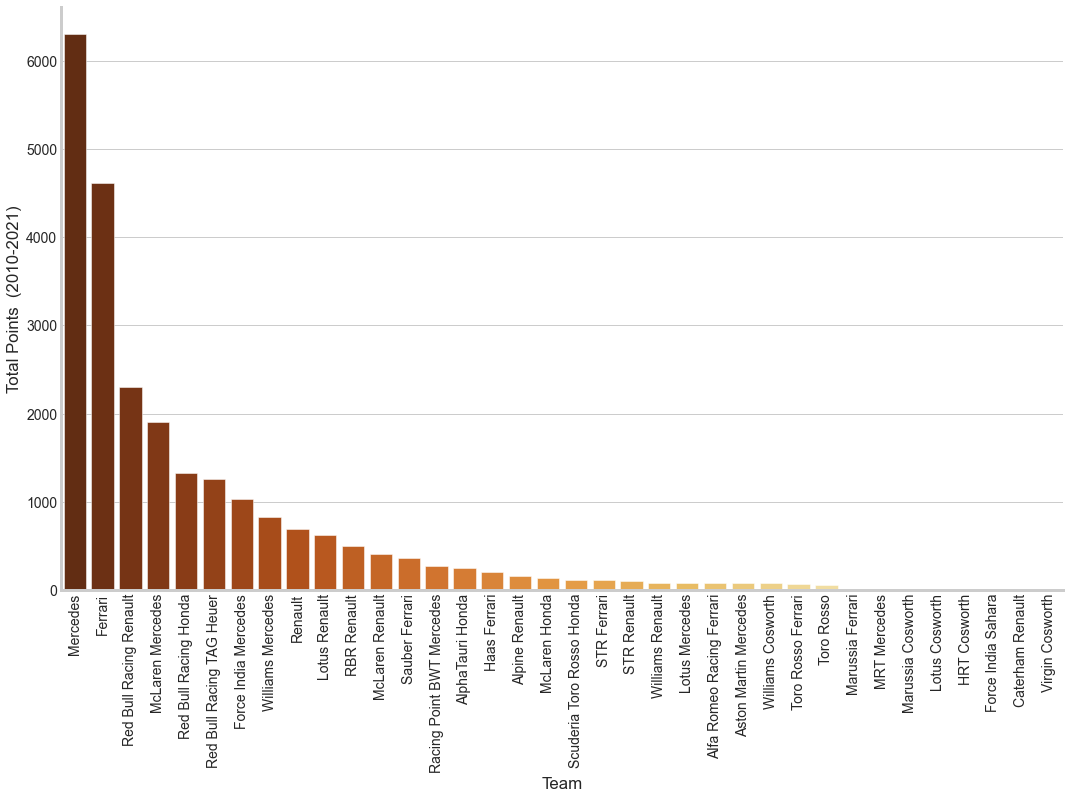 Total Points  (2010-2021)
6000
5000
4000
3000
2000
1000
0
Mercedes
Ferrari
Red Bull Racing Renault
McLaren Mercedes
Red Bull Racing Honda
Red Bull Racing TAG Heuer
Force India Mercedes
Williams Mercedes
Renault
Lotus Renault
RBR Renault
McLaren Renault
Sauber Ferrari
Racing Point BWT Mercedes
AlphaTauri Honda
Haas Ferrari
Alpine Renault
McLaren Honda
Scuderia Toro Rosso Honda
STR Ferrari
STR Renault
Williams Renault
Lotus Mercedes
Alfa Romeo Racing Ferrari
Aston Martin Mercedes
Williams Cosworth
Toro Rosso Ferrari
Toro Rosso
Marussia Ferrari
MRT Mercedes
Marussia Cosworth
Lotus Cosworth
HRT Cosworth
Force India Sahara
Caterham Renault
Virgin Cosworth
Team